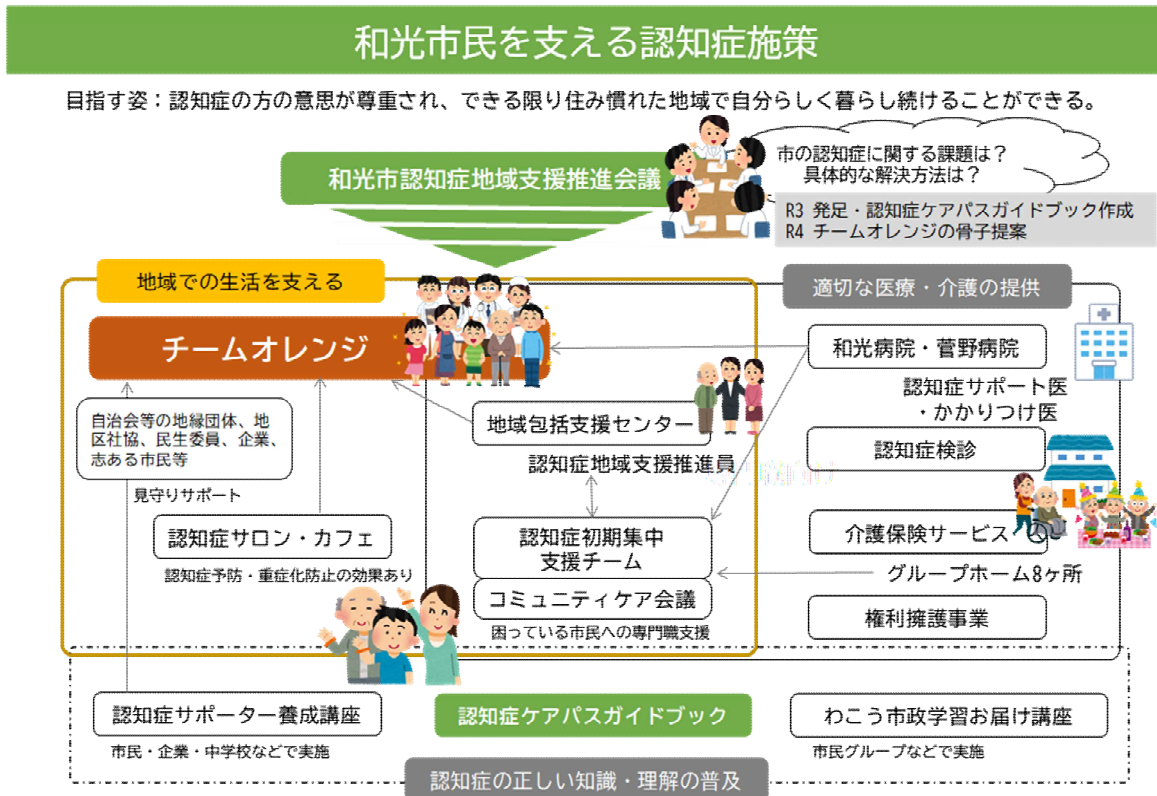 和光市民を支える認知症施策
目指す姿：認知症の方の意思が尊重され、できる限り住み慣れた地域で自分らしく暮らし続けることができる。
和光市認知症地域支援推進会議
市の認知症に関する課題は？
具体的な解決方法は？
R3 発足・認知症ケアパスガイドブック作成
R4 チームオレンジの骨子提案
地域での生活を支える
適切な医療・介護の提供
チームオレンジ
和光病院・菅野病院
認知症サポート医
・かかりつけ医
自治会等の地縁団体、地
区社協、民生委員、企業、
志ある市民等
見守りサポート
地域包括支援センター
認知症地域支援推進員
認知症検診
認知症サロン・カフェ
認知症予防・重症化防止の効果あり
認知症初期集中
支援チーム
コミュニティケア会議
困っている市民への専門職支援
介護保険サービス
グループホーム8ヶ所
権利擁護事業
認知症サポーター養成講座
市民・企業・中学校などで実施
認知症ケアパスガイドブック
わこう市政学習お届け講座
市民グループなどで実施
認知症の正しい知識・理解の普及